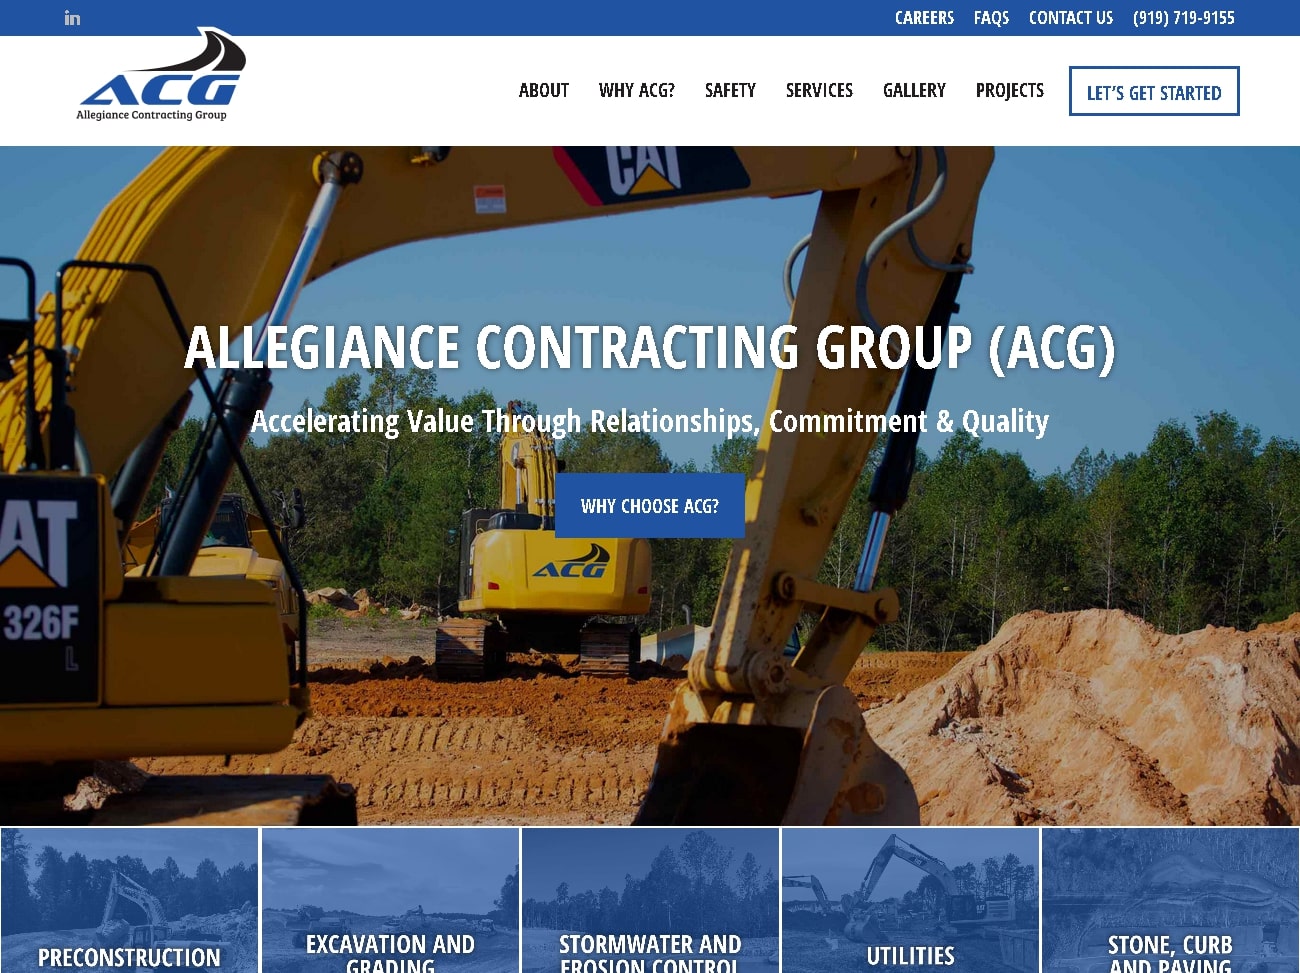 in
CAREERS FAQS CONTACT US (919) 719-9155
ACG
Allegiance Contracting Group
ABOUT WHY ACG? SAFETY SERVICES GALLERY PROJECTS LET'S GET STARTED
CAT
ALLEGIANCE CONTRACTING GROUP (ACG)
Accelerating Value Through Relationships, Commitment & Quality
WHY CHOOSE ACG?
AT
326F
L
ACG
PRECONSTRUCTION
EXCAVATION AND
GRADING
STORMWATER AND
EROSION CONTROL
UTILITIES
STONE, CURB
AND PAVING